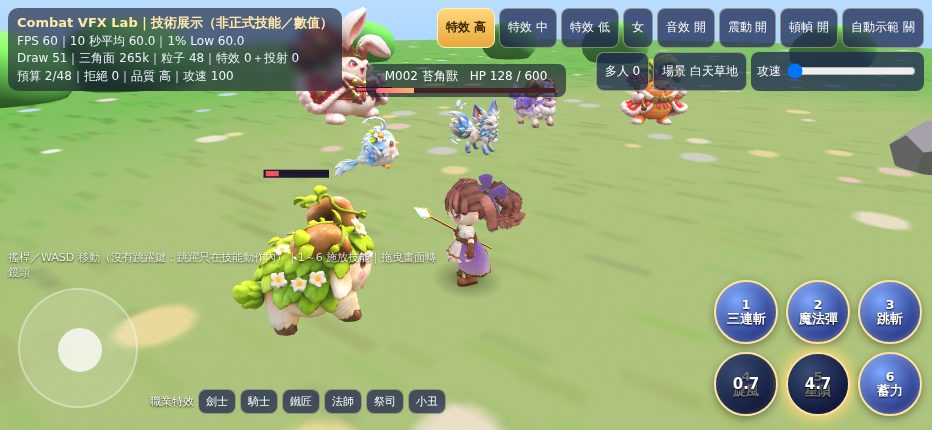 Combat VFX Lab｜技術展示（非正式技能／數值）
FPS 60｜10 秒平均 60.0｜1% Low 60.0
Draw 51｜三角面 265k｜粒子 48｜特效 0＋投射 0
預算 2/48｜拒絕 0｜品質 高｜攻速 100
特效 高
特效 中
特效 低
女
音效 開
震動 開
頓幀 開
自動示範 關
M002 苔角獸 HP 128 / 600
多人 0
場景 白天草地
攻速
搖桿／WASD 移動（沒有跳躍鍵；跳躍只在技能動作內）｜1–6 施放技能｜拖曳畫面轉
鏡頭
1
三連斬
2
魔法彈
3
跳斬
0.7
旋風
4.7
星隕
6
蓄力
職業特效
劍士
騎士
鐵匠
法師
祭司
小丑